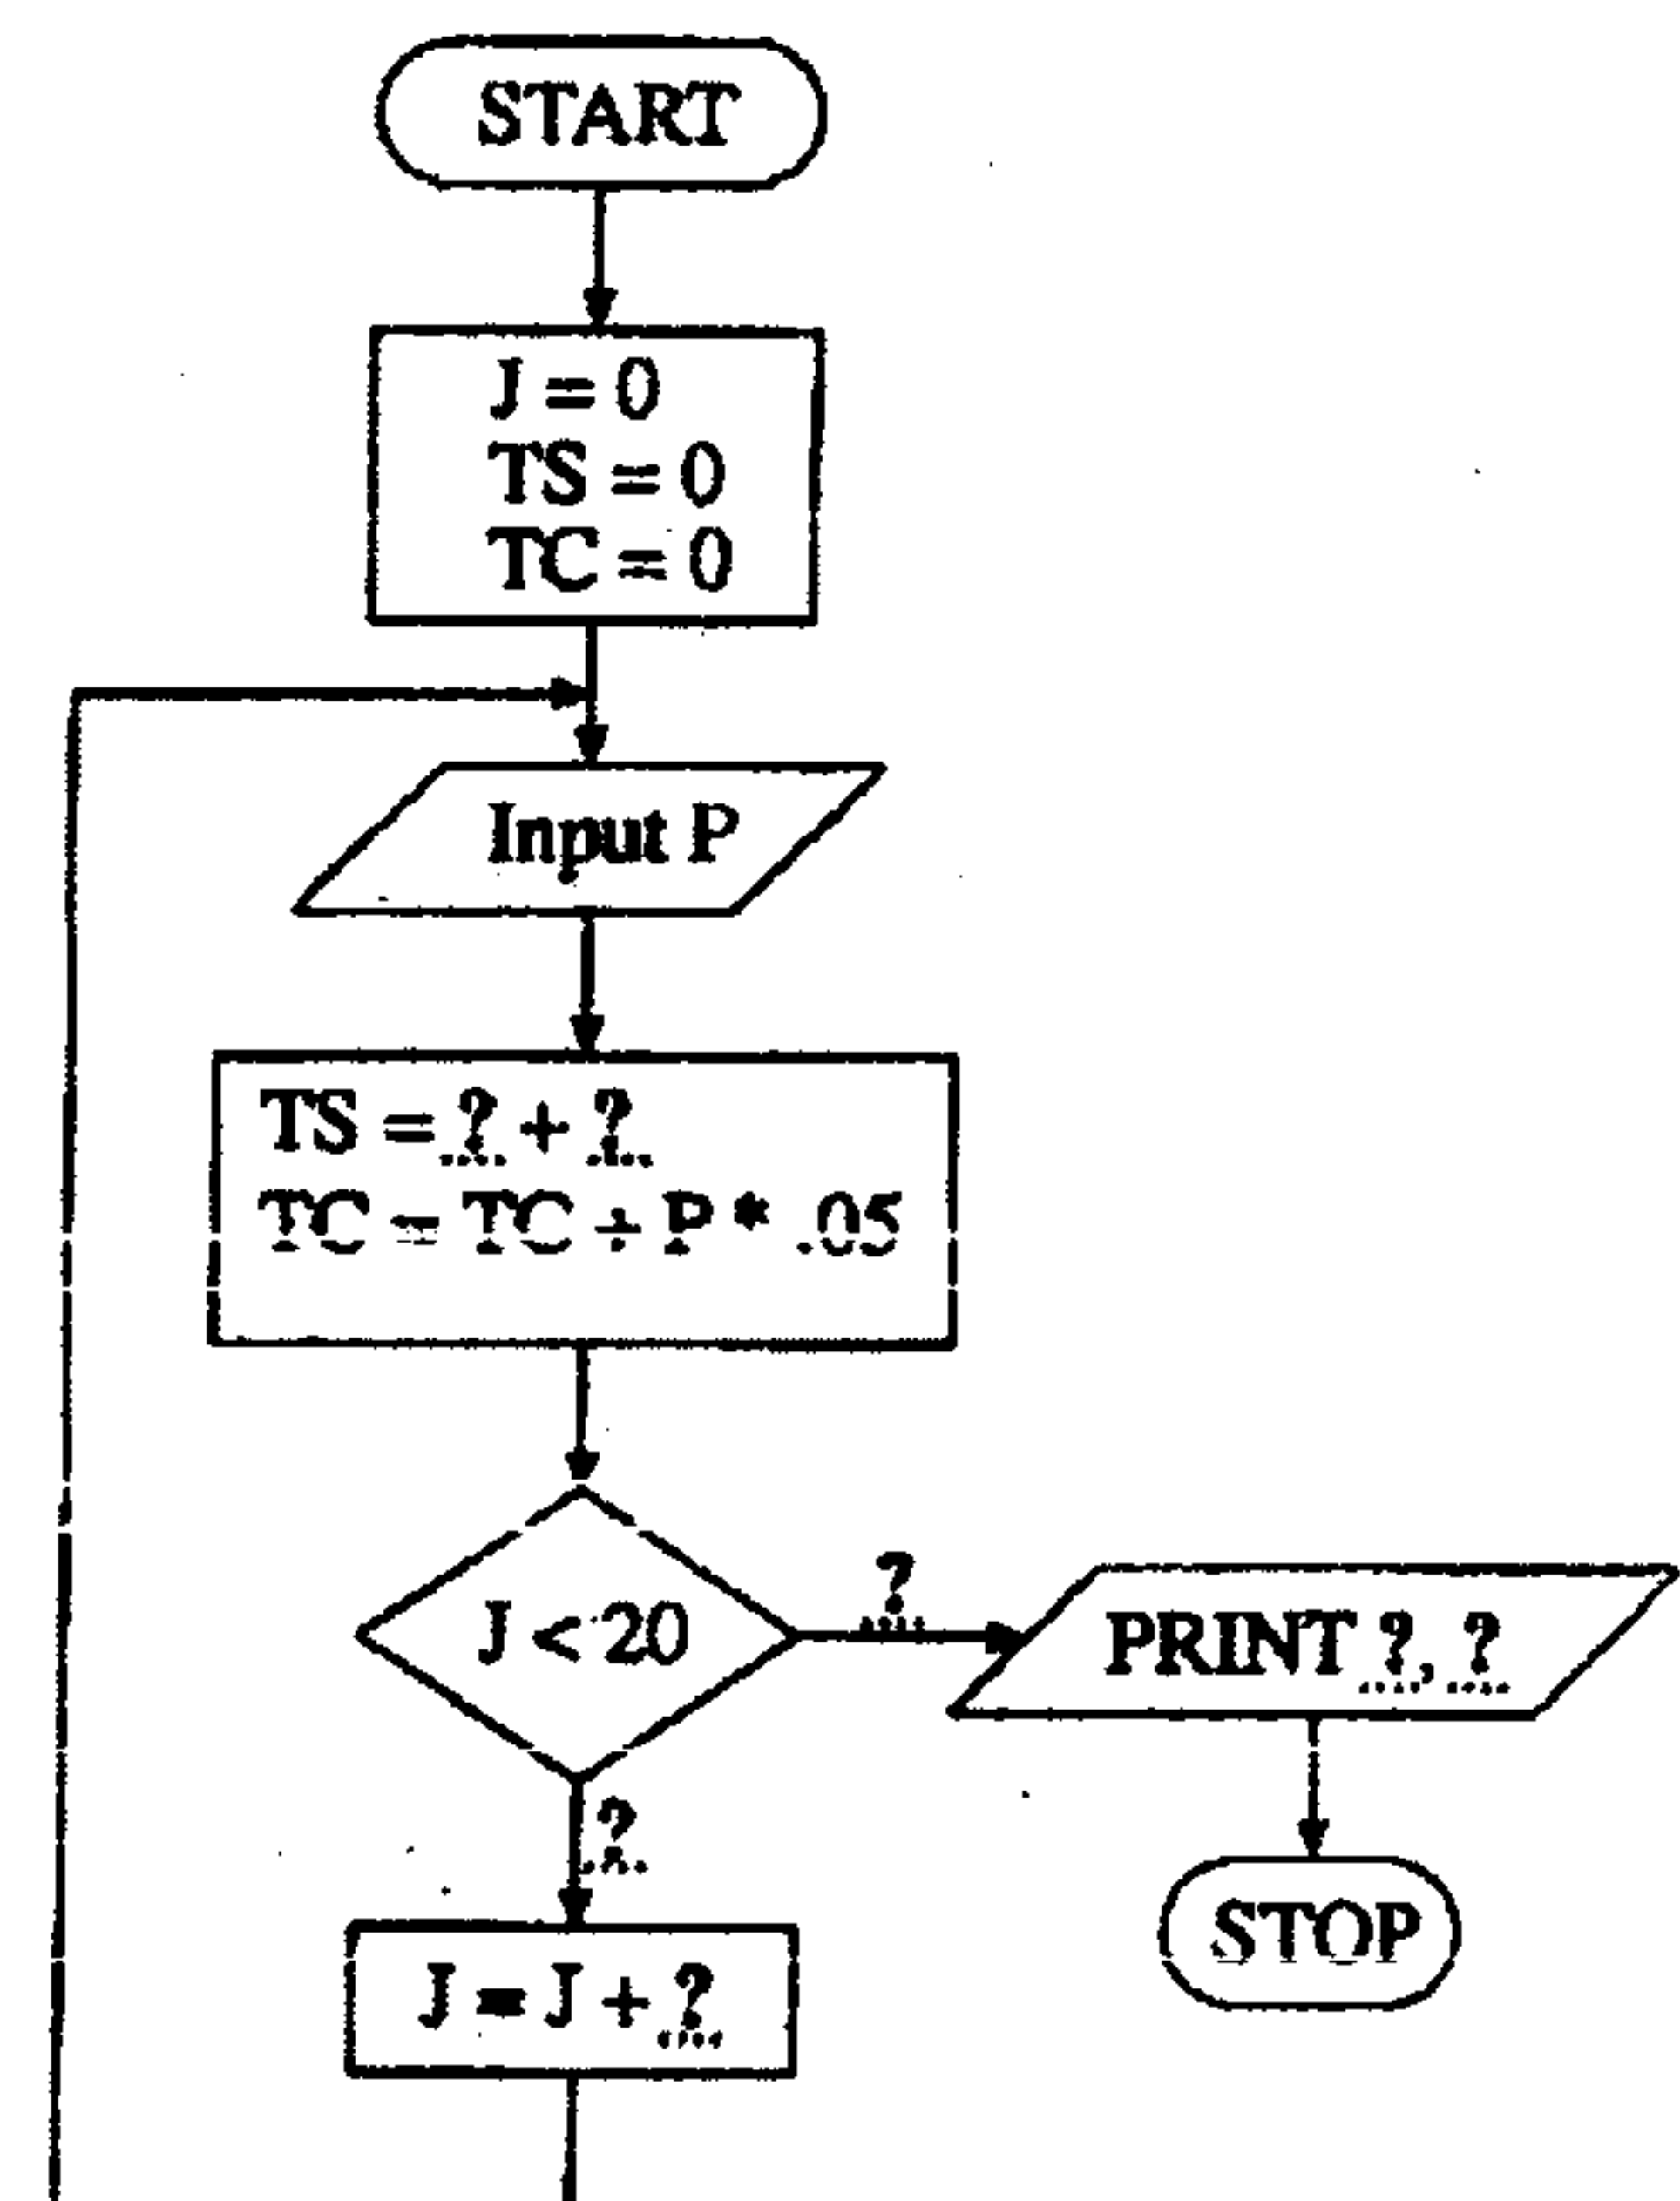 START
J = 0
TS = 0
TC = 0
Input P
TS = ? + ?
TC = TC + P * .05
J < 20
?
PRINT ?, ?
?
STOP
J = J + ?